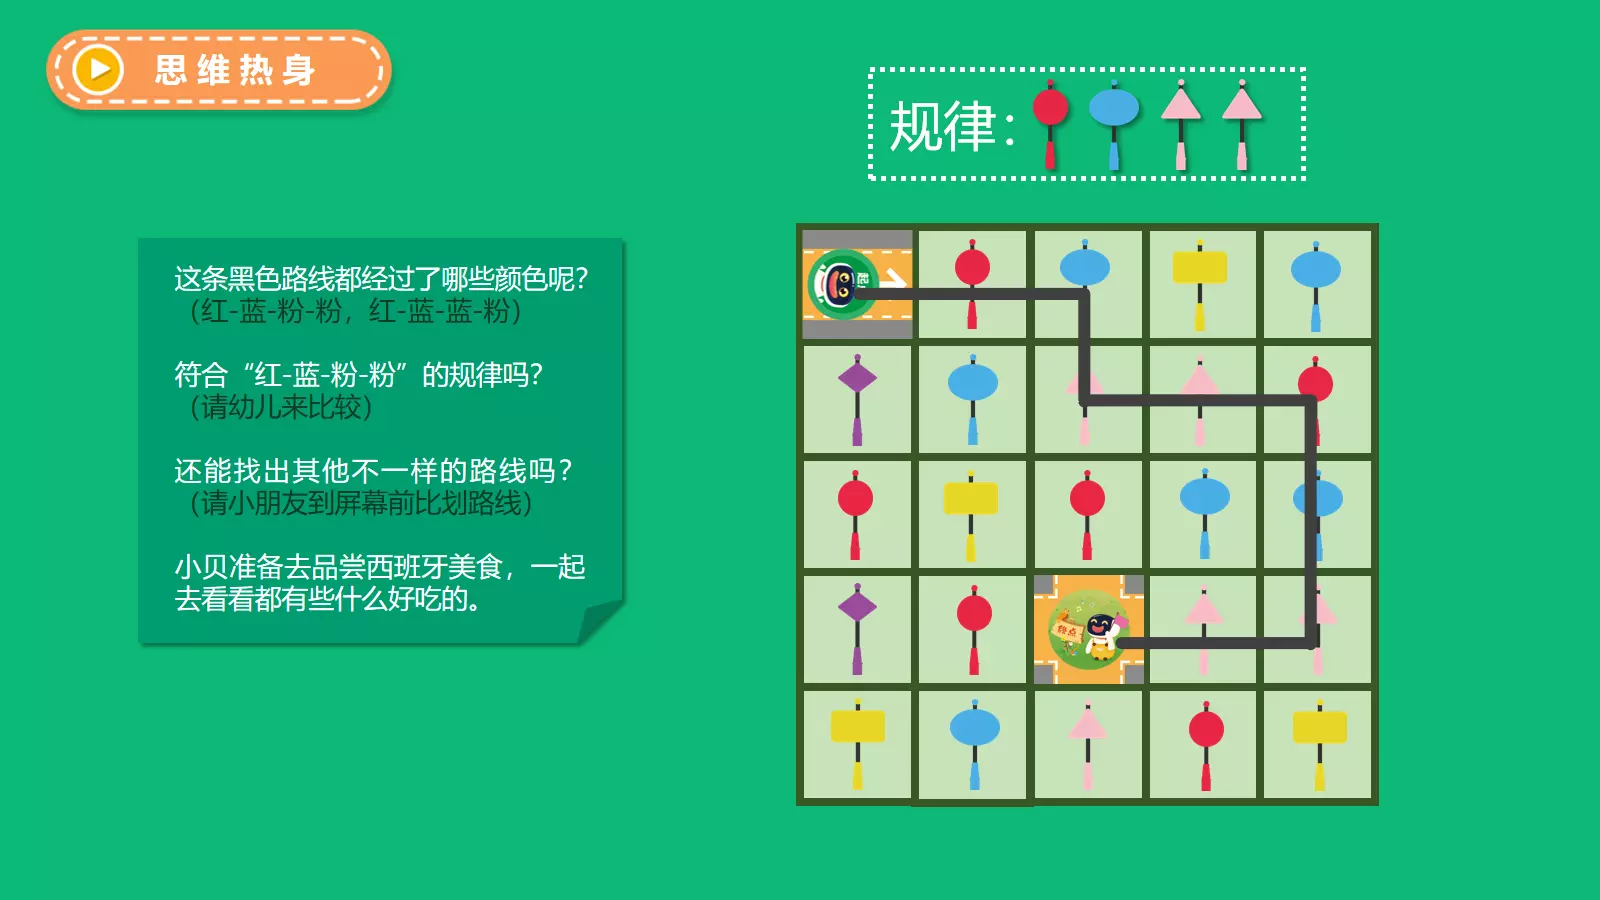 思维热身
规律：
这条黑色路线都经过了哪些颜色呢？
（红-蓝-粉-粉，红-蓝-蓝-粉）
符合“红-蓝-粉-粉”的规律吗？
（请幼儿来比较）
还能找出其他不一样的路线吗？
（请小朋友到屏幕前比划路线）
小贝准备去品尝西班牙美食，一起
去看看都有些什么好吃的。
终点